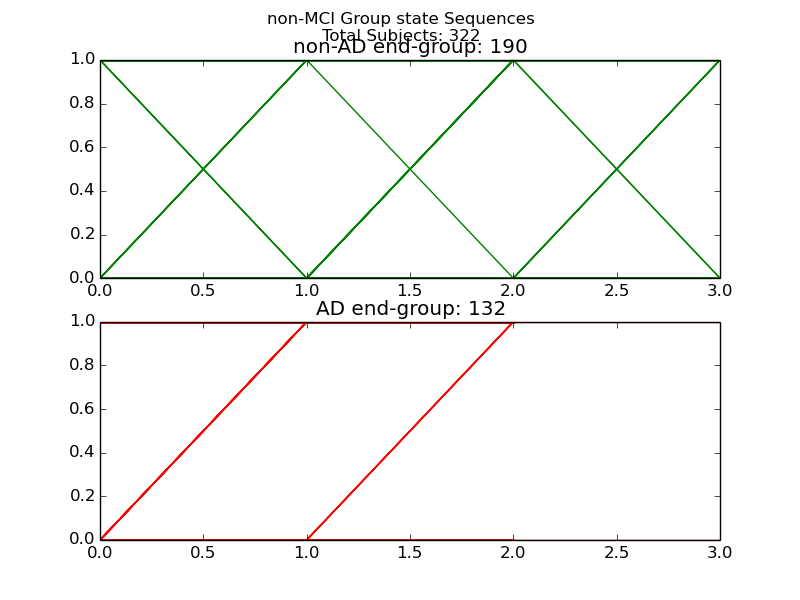 non-MCI Group state Sequences
Total Subjects: 322
non-AD end-group: 190
1.0
0.8
0.6
0.4
0.2
0.0
0.0 0.5 1.0 1.5 2.0 2.5 3.0
AD end-group: 132
1.0
0.8
0.6
0.4
0.2
0.0
0.0 0.5 1.0 1.5 2.0 2.5 3.0